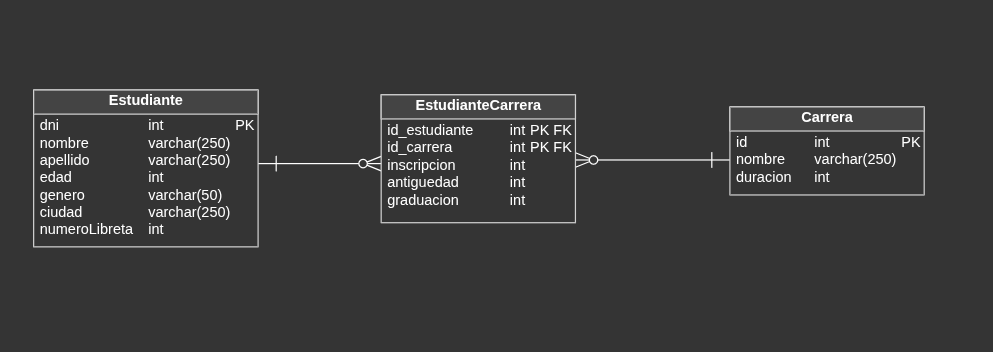 Estudiante
dni int PK
nombre varchar(250)
apellido varchar(250)
edad int
genero varchar(50)
ciudad varchar(250)
numeroLibreta int
EstudianteCarrera
id_estudiante int PK FK
id_carrera int PK FK
inscripcion int
antiguedad int
graduacion int
Carrera
id int PK
nombre varchar(250)
duracion int